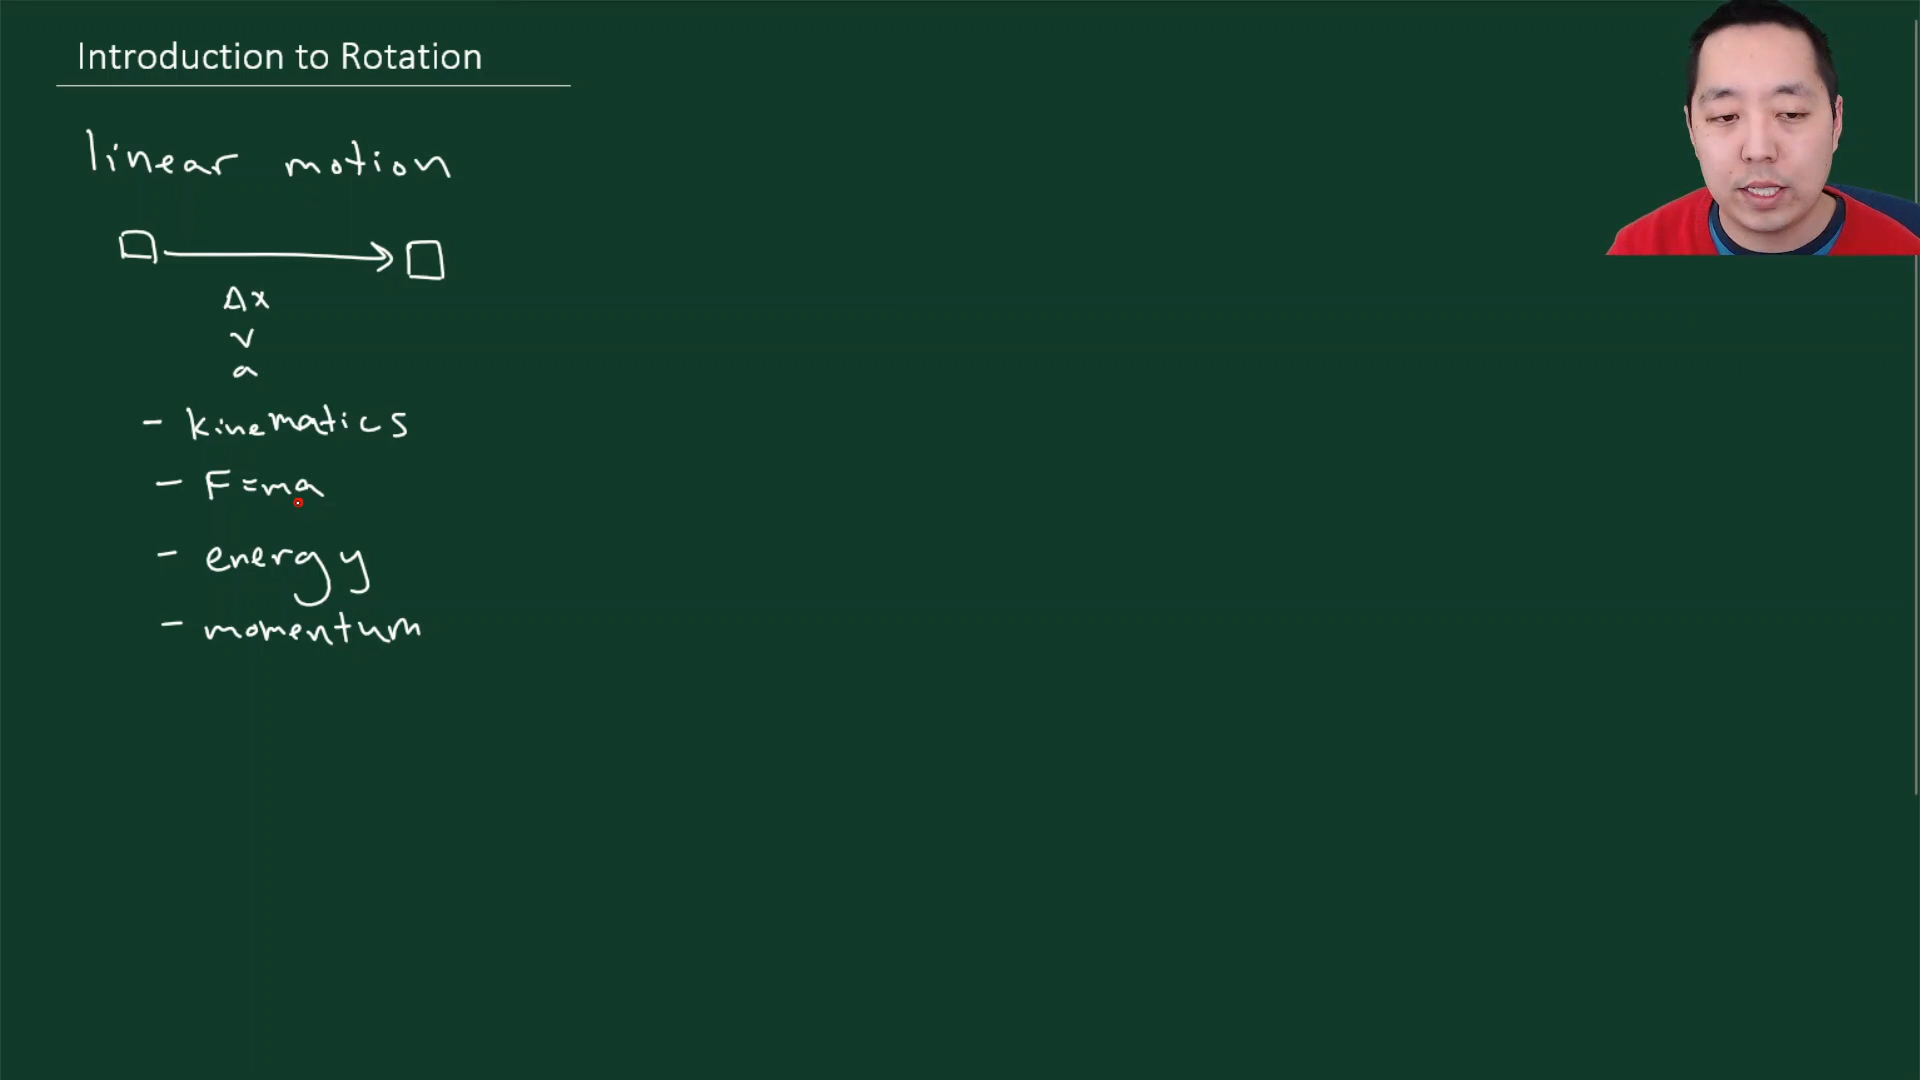 Introduction to Rotation
linear motion
Δx
v
a
- kinematics
- F=ma
- energy
- momentum